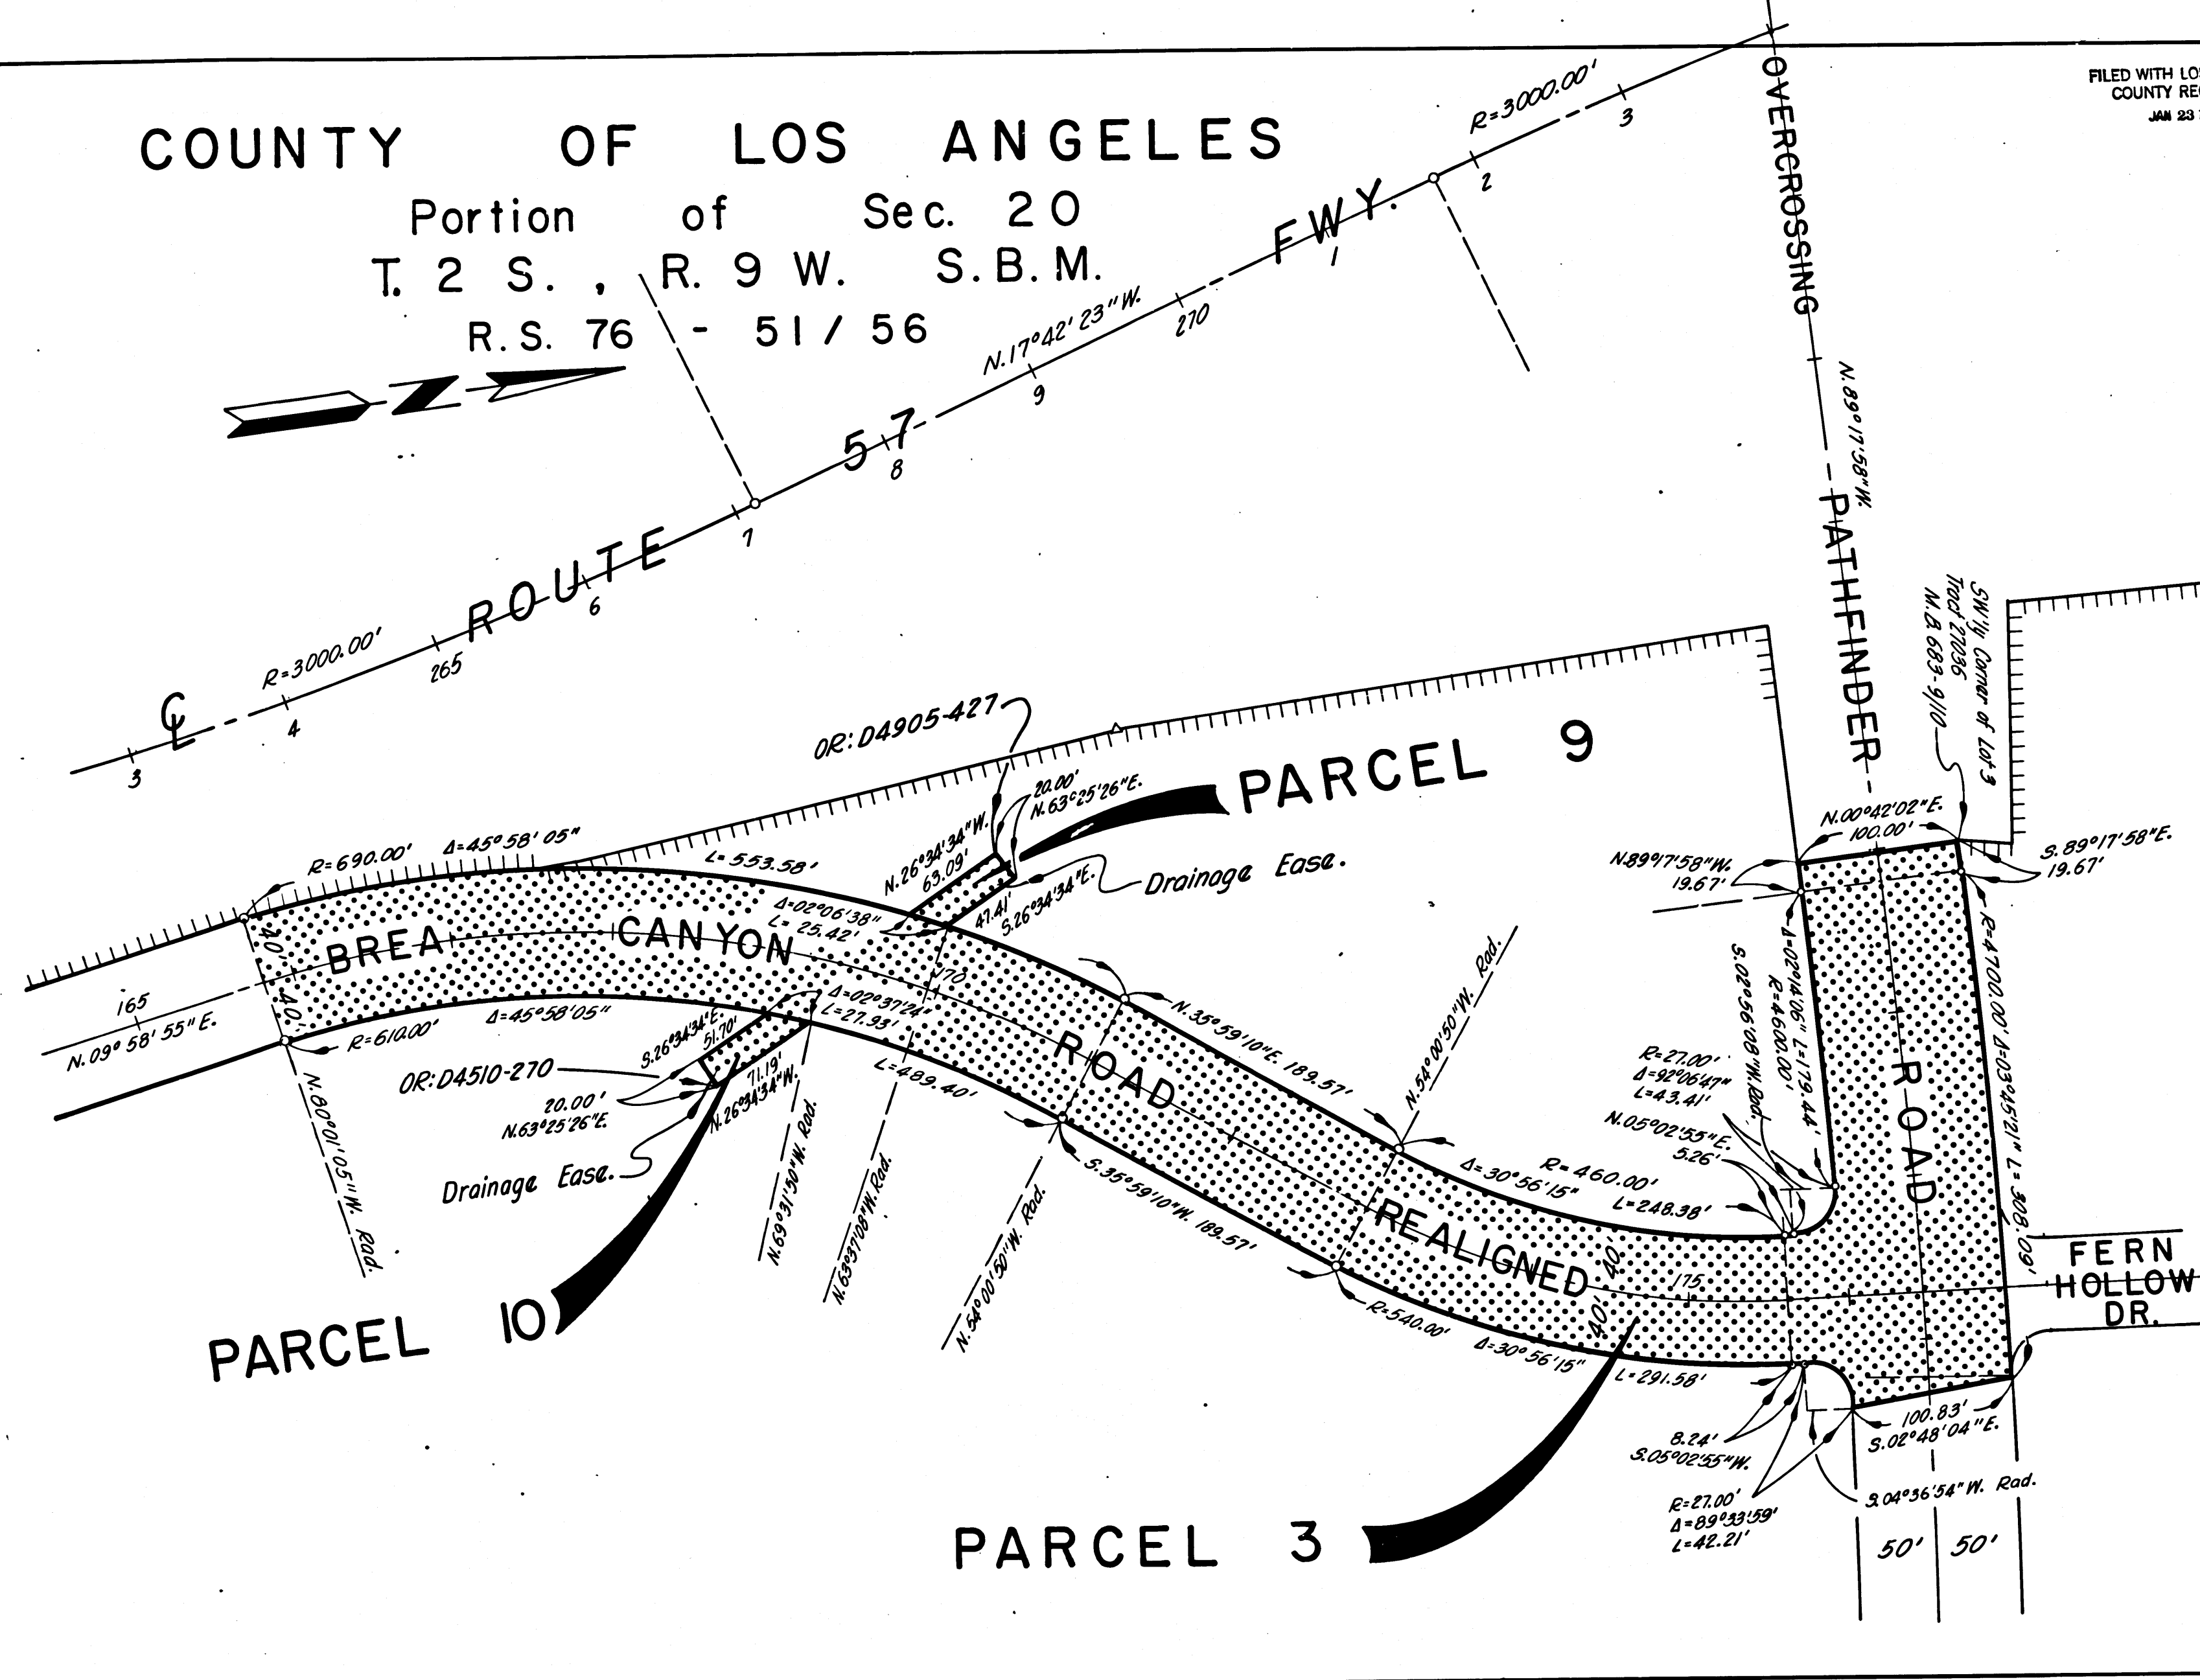 FILED WITH LOS
COUNTY REC
JAN 23
COUNTY OF LOS ANGELES
Portion of Sec. 20
T. 2 S. , R. 9 W. S.B.M.
R.S. 76 - 51 / 56
N
R=3000.00'
3
2
FWY.
1
N.17°42'23"W.
270
9
57
8
7
ROUTE
6
R=3000.00'
265
4
℄
3
OVERCROSSING
N.89°17'58"W.
PATHFINDER
SW'ly Corner of Lot 3
Tract 27036
M.B. 683-9/10
OR: D4905-427
PARCEL 9
20.00'
N.63°25'26"E.
N.26°34'34"W.
63.09'
Drainage Ease.
47.41'
S.26°34'34"E.
R=690.00' Δ=45°58'05"
L=553.58'
Δ=02°06'38"
L=25.42'
40'
40'
BREA CANYON
ROAD
REALIGNED
170
165
N.09°58'55"E.
R=610.00'
Δ=45°58'05"
Δ=02°37'24"
L=27.93'
L=489.40'
S.26°34'34"E.
51.70'
OR: D4510-270
71.19'
N.26°34'34"W.
20.00'
N.63°25'26"E.
Drainage Ease.
N.80°01'05"W. Rad.
N.69°31'50"W. Rad.
N.63°37'08"W. Rad.
N.54°00'50"W. Rad.
PARCEL 10
N.35°59'10"E. 189.57'
S.35°59'10"W. 189.57'
N.54°00'50"W. Rad.
R=460.00'
Δ=30°56'15"
L=248.38'
40'
40'
175
R=540.00'
Δ=30°56'15"
L=291.58'
PARCEL 3
N.00°42'02"E.
100.00'
N.89°17'58"W.
19.67'
S.89°17'58"E.
19.67'
Δ=02°14'06" L=179.44'
R=4600.00'
S.02°56'08"W. Rad.
R=27.00'
Δ=92°06'47"
L=43.41'
N.05°02'55"E.
5.26'
ROAD
R=4700.00' Δ=03°45'21" L=308.09'
FERN
HOLLOW
DR.
100.83'
S.02°48'04"E.
8.24'
S.05°02'55"W.
R=27.00'
Δ=89°33'59"
L=42.21'
S.04°36'54"W. Rad.
50' 50'